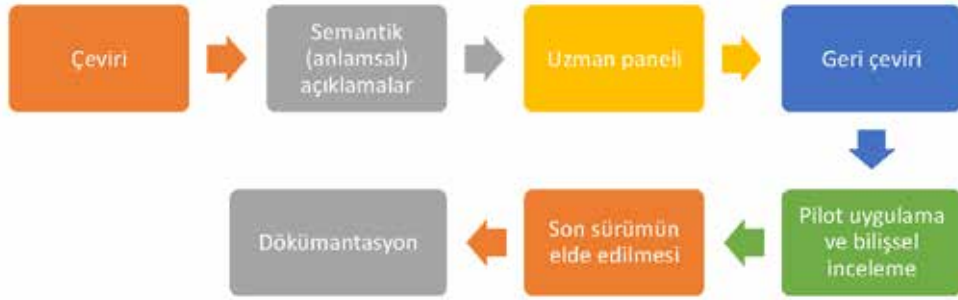 Çeviri
Semantik
(anlamsal)
açıklamalar
Uzman paneli
Geri çeviri
Pilot uygulama
ve bilişsel
inceleme
Son sürümün
elde edilmesi
Dökümantasyon